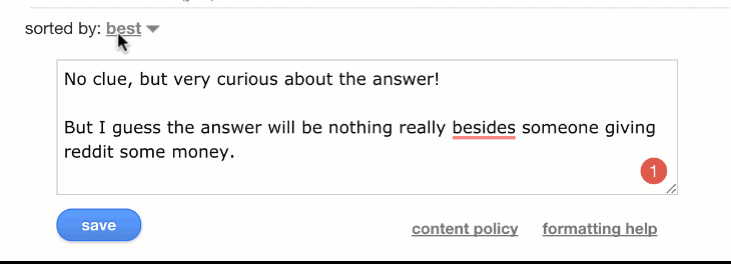 sorted by: best
No clue, but very curious about the answer!
But I guess the answer will be nothing really besides someone giving
reddit some money.
1
save
content policy
formatting help